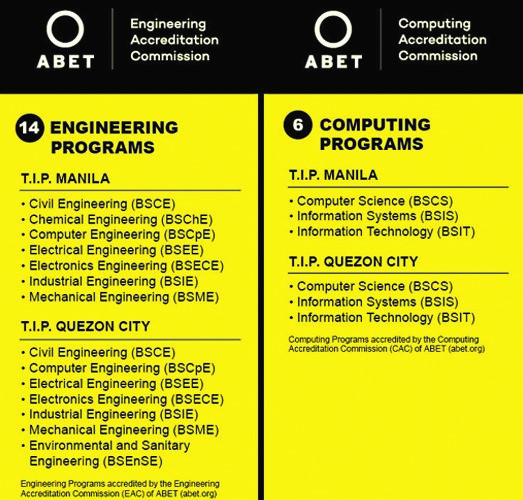 ABET
Engineering
Accreditation
Commission
14 ENGINEERING
PROGRAMS
T.I.P. MANILA
• Civil Engineering (BSCE)
• Chemical Engineering (BSChE)
• Computer Engineering (BSCpE)
• Electrical Engineering (BSEE)
• Electronics Engineering (BSECE)
• Industrial Engineering (BSIE)
• Mechanical Engineering (BSME)
T.I.P. QUEZON CITY
• Civil Engineering (BSCE)
• Computer Engineering (BSCpE)
• Electrical Engineering (BSEE)
• Electronics Engineering (BSECE)
• Industrial Engineering (BSIE)
• Mechanical Engineering (BSME)
• Environmental and Sanitary
Engineering (BSEnSE)
Engineering Programs accredited by the Engineering
Accreditation Commission (EAC) of ABET (abet.org)
ABET
Computing
Accreditation
Commission
6 COMPUTING
PROGRAMS
T.I.P. MANILA
• Computer Science (BSCS)
• Information Systems (BSIS)
• Information Technology (BSIT)
T.I.P. QUEZON CITY
• Computer Science (BSCS)
• Information Systems (BSIS)
• Information Technology (BSIT)
Computing Programs accredited by the Computing
Accreditation Commission (CAC) of ABET (abet.org)